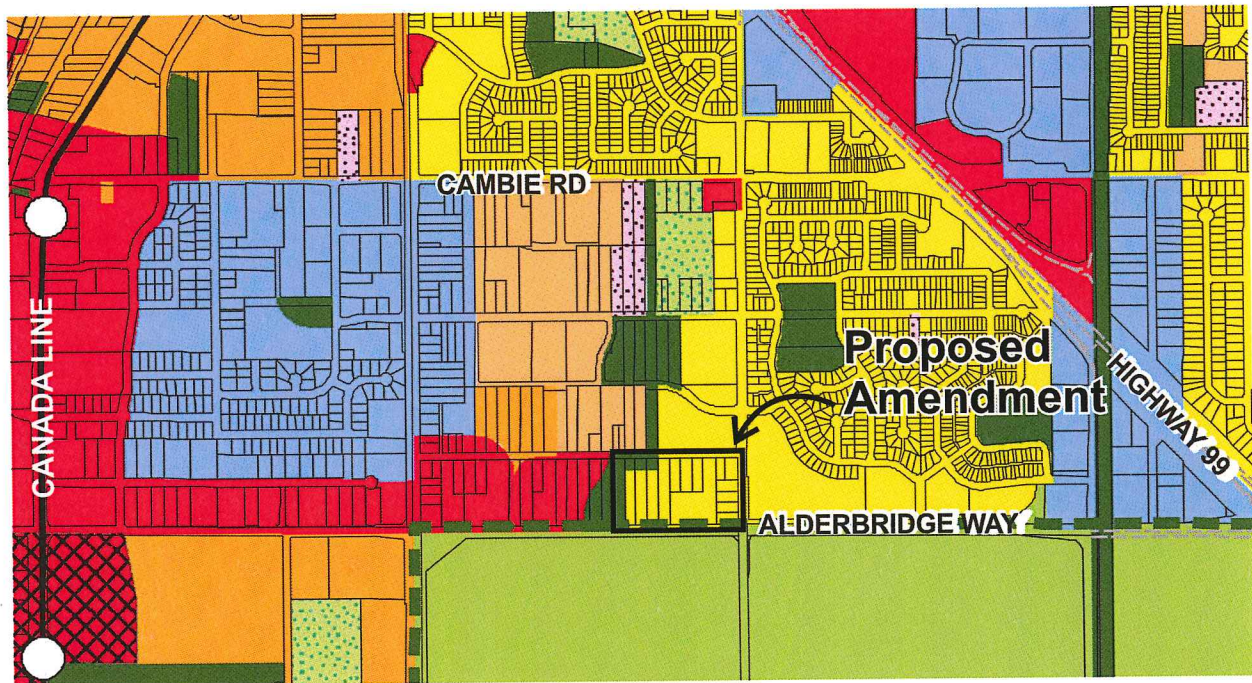 CAMBIE RD
CANADA LINE
Proposed
Amendment
HIGHWAY 99
ALDERBRIDGE WAY